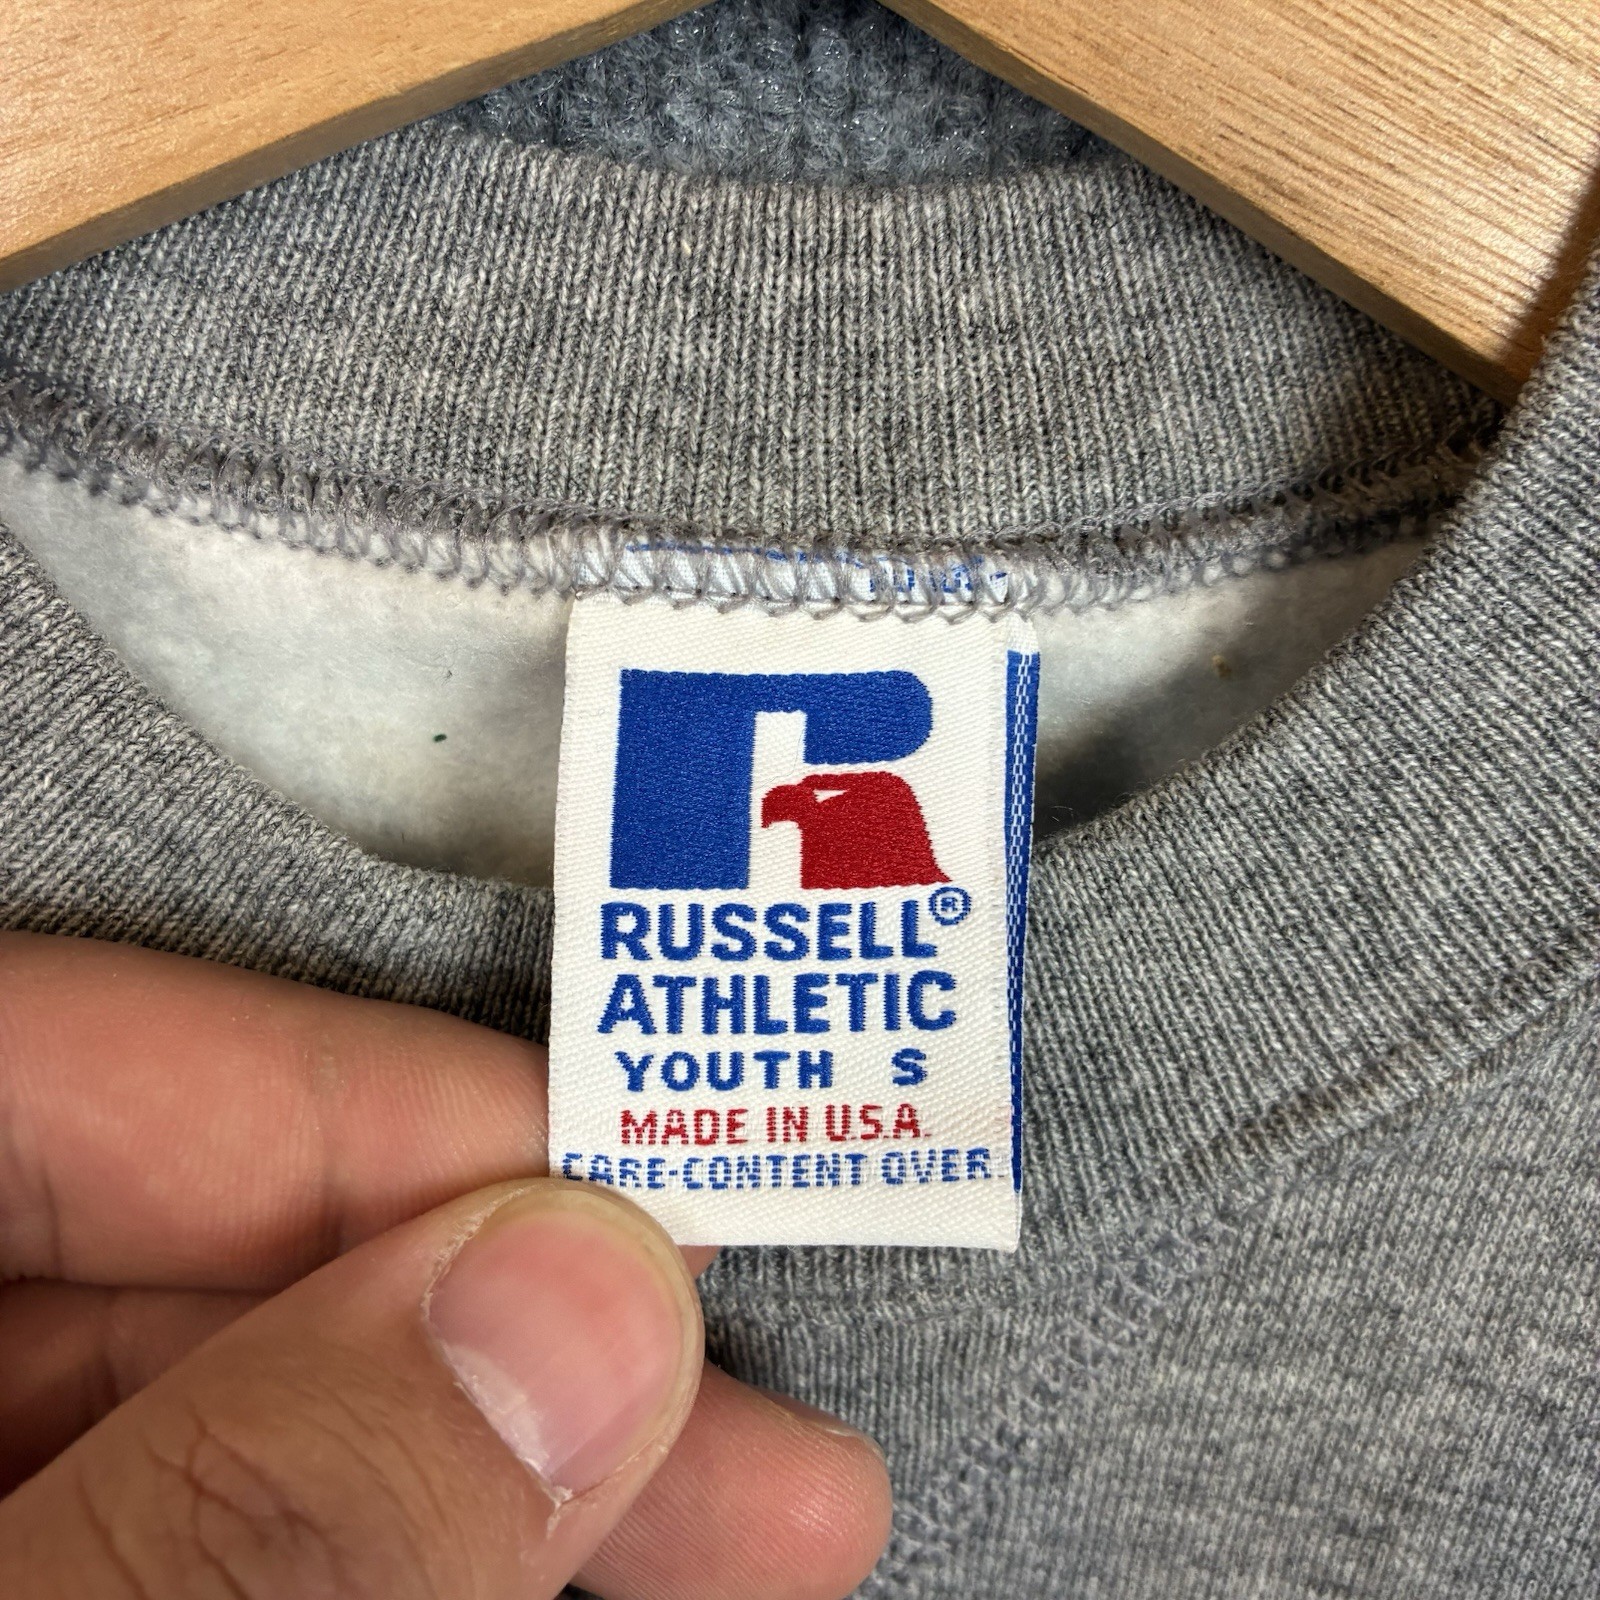 RUSSELL®
ATHLETIC
YOUTH S
MADE IN U.S.A.
CARE-CONTENT OVER